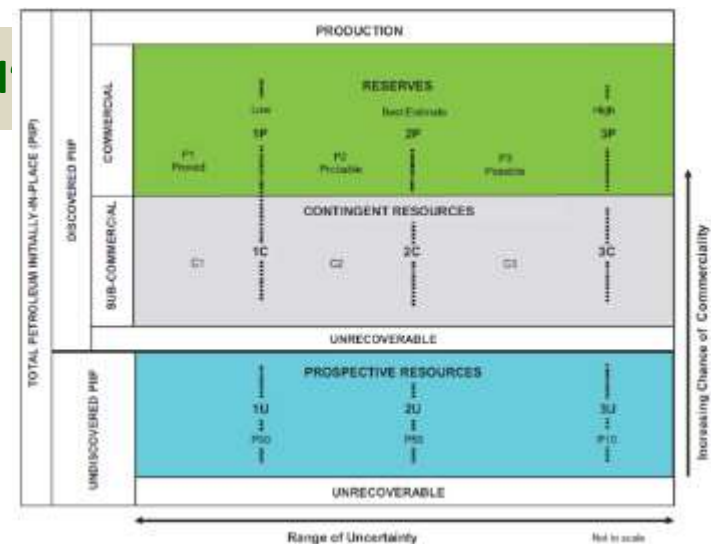 PRODUCTION
RESERVES
Low Best Estimate High
1P 2P 3P
P1 P2 P3
Proved Probable Possible
CONTINGENT RESOURCES
1C 2C 3C
C1 C2 C3
UNRECOVERABLE
PROSPECTIVE RESOURCES
1U 2U 3U
P90 P50 P10
UNRECOVERABLE
TOTAL PETROLEUM INITIALLY-IN-PLACE (PIIP)
DISCOVERED PIIP
UNDISCOVERED PIIP
COMMERCIAL
SUB-COMMERCIAL
Increasing Chance of Commerciality
Range of Uncertainty
Not to scale